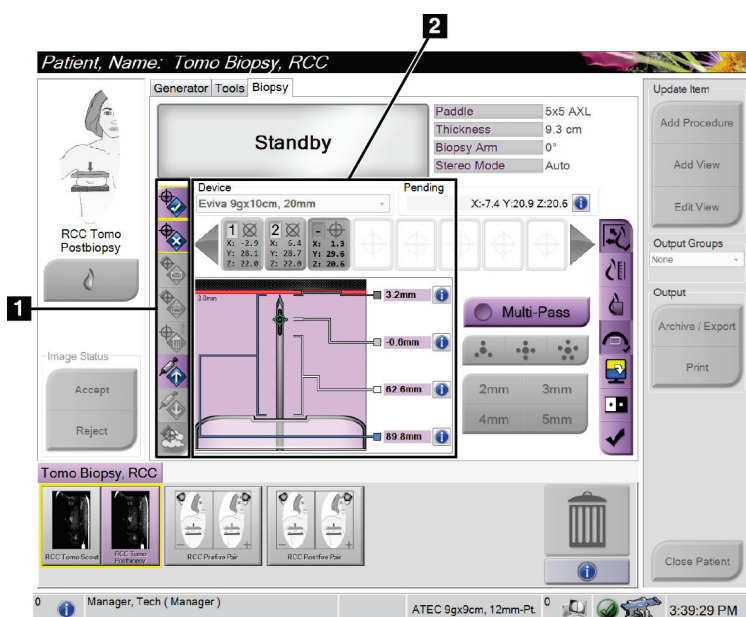 2
1
Patient, Name: Tomo Biopsy, RCC
Generator Tools Biopsy
Standby
Paddle 5x5 AXL
Thickness 9.3 cm
Biopsy Arm 0°
Stereo Mode Auto
Device
Eviva 9gx10cm, 20mm
Pending
X:-7.4 Y:20.9 Z:20.6
1
X: -2.9
Y: 28.1
Z: 22.0
2
X: 6.4
Y: 28.7
Z: 22.0
-
X: 1.3
Y: 29.6
Z: 20.6
3.0mm
3.2mm
-0.6mm
62.6mm
89.8mm
Multi-Pass
2mm 3mm
4mm 5mm
RCC Tomo
Postbiopsy
Image Status
Accept
Reject
Update Item
Add Procedure
Add View
Edit View
Output Groups
None
Output
Archive / Export
Print
Close Patient
Tomo Biopsy, RCC
RCC Tomo Scout
RCC Tomo
Postbiopsy
RCC Prefire Pair
RCC Postfire Pair
0
Manager, Tech ( Manager )
ATEC 9gx9cm, 12mm-Pt.
0
3:39:29 PM